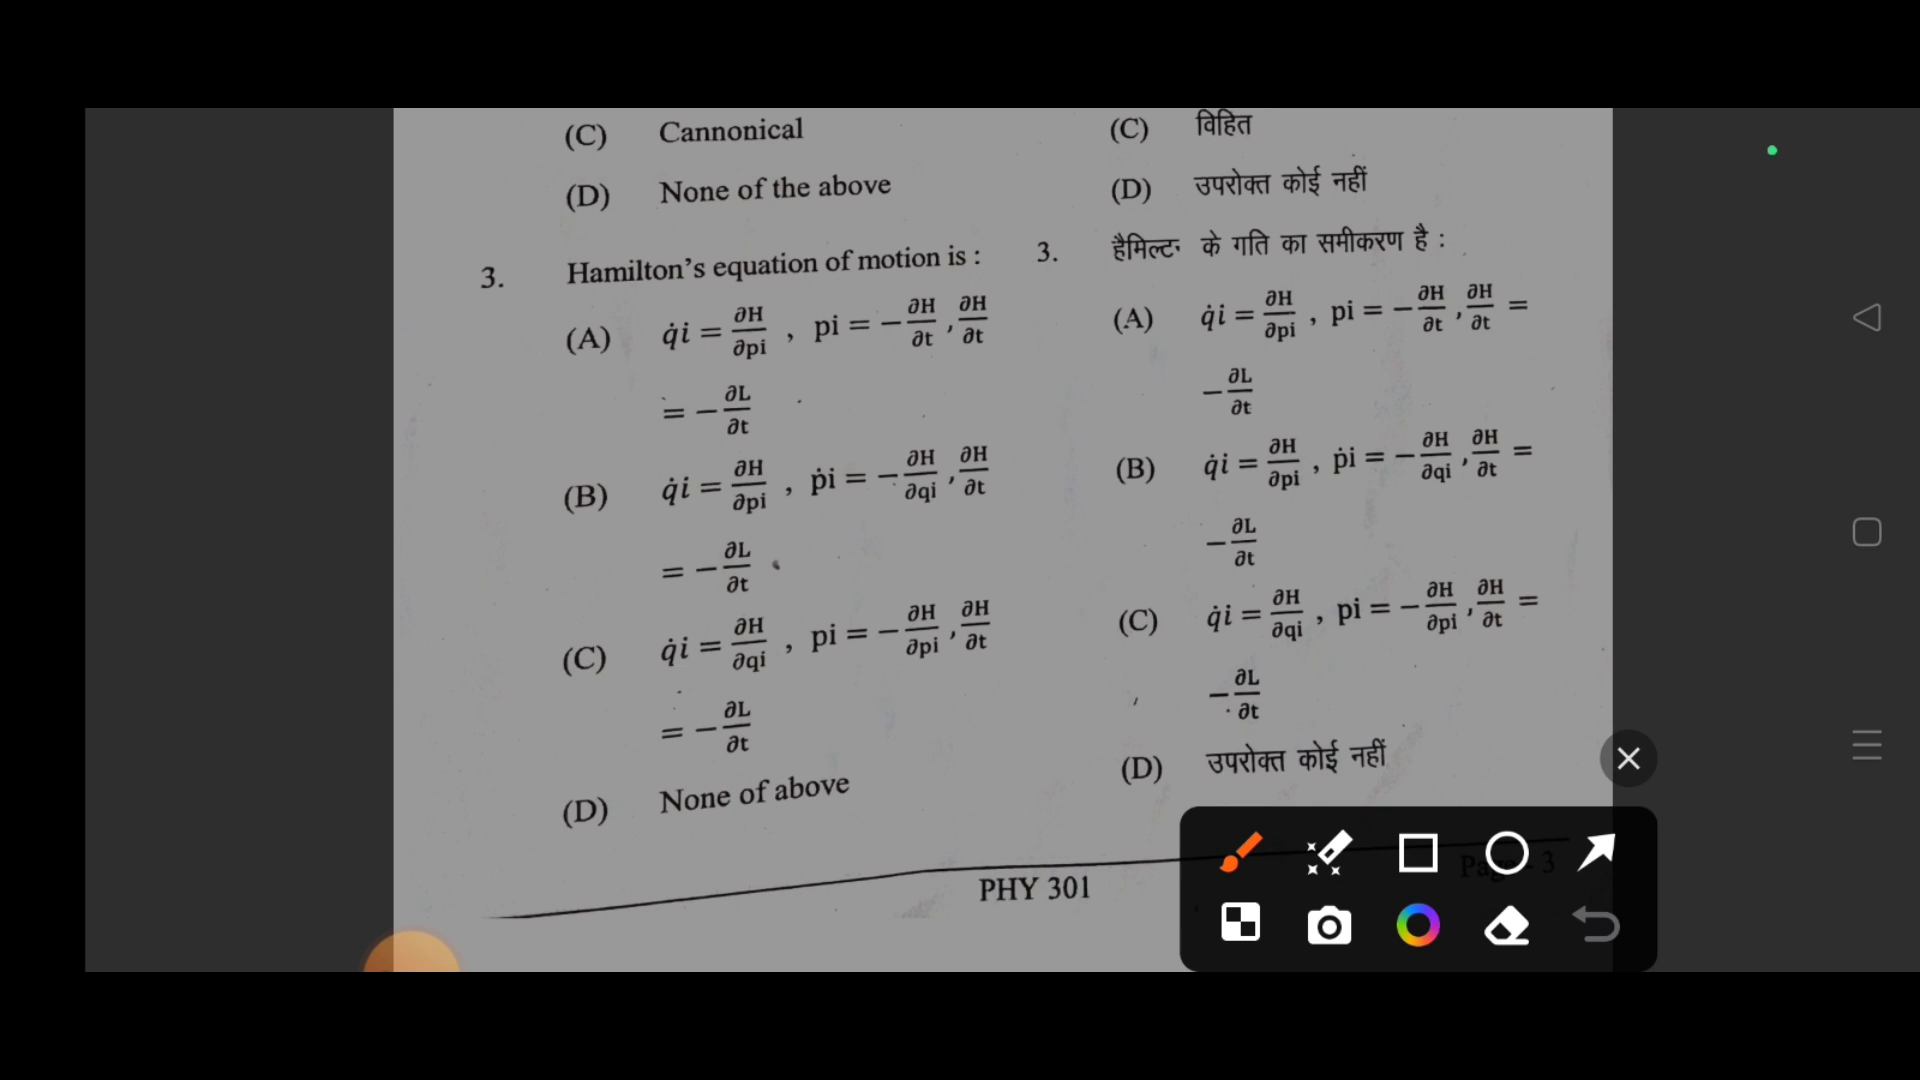 (C) Cannonical
(D) None of the above
3. Hamilton's equation of motion is :
(A) q̇i = ∂H/∂pi , pi = −∂H/∂t , ∂H/∂t
= −∂L/∂t
(B) q̇i = ∂H/∂pi , ṗi = −∂H/∂qi , ∂H/∂t
= −∂L/∂t
(C) q̇i = ∂H/∂qi , pi = −∂H/∂pi , ∂H/∂t
= −∂L/∂t
(D) None of above
(C) विहित
(D) उपरोक्त कोई नहीं
3. के गति का समीकरण है :
(A) q̇i = ∂H/∂pi , pi = −∂H/∂t , ∂H/∂t =
−∂L/∂t
(B) q̇i = ∂H/∂pi , ṗi = −∂H/∂qi , ∂H/∂t =
−∂L/∂t
(C) q̇i = ∂H/∂qi , pi = −∂H/∂pi , ∂H/∂t =
−∂L/∂t
(D) उपरोक्त कोई नहीं
PHY 301